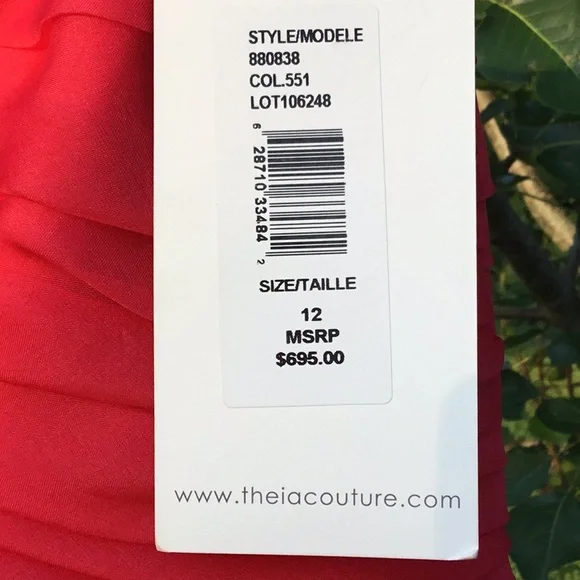 STYLE/MODELE
880838
COL.551
LOT106248
6 28710 33484 2
SIZE/TAILLE
12
MSRP
$695.00
www.theiacouture.com